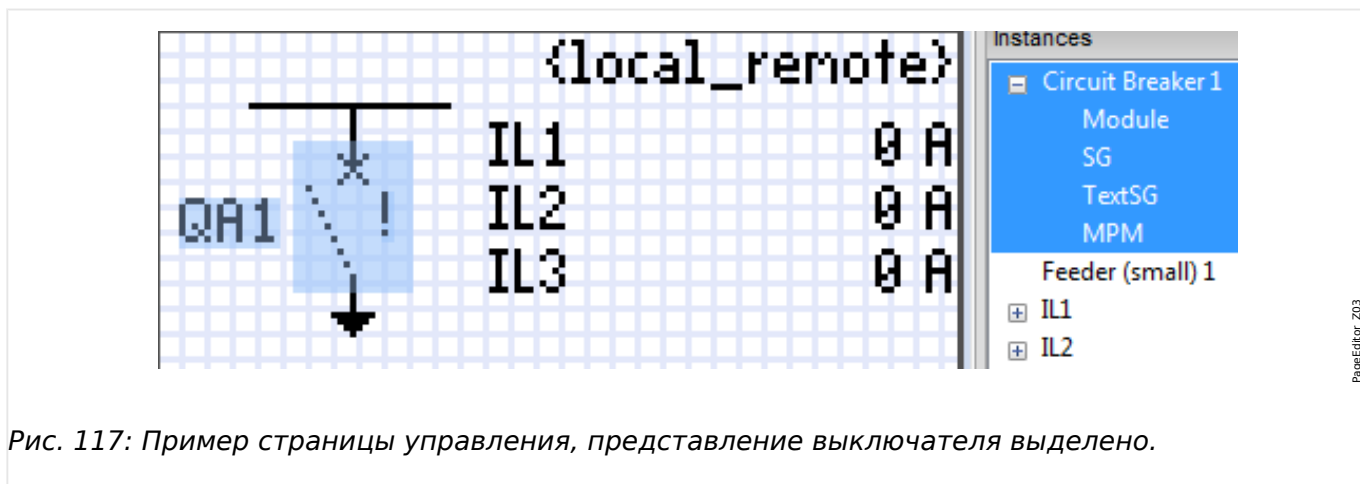 {local_remote}
IL1 0 A
QA1 ! IL2 0 A
IL3 0 A
Instances
Circuit Breaker 1
Module
SG
TextSG
MPM
Feeder (small) 1
IL1
IL2
PageEditor_Z03
Рис. 117: Пример страницы управления, представление выключателя выделено.